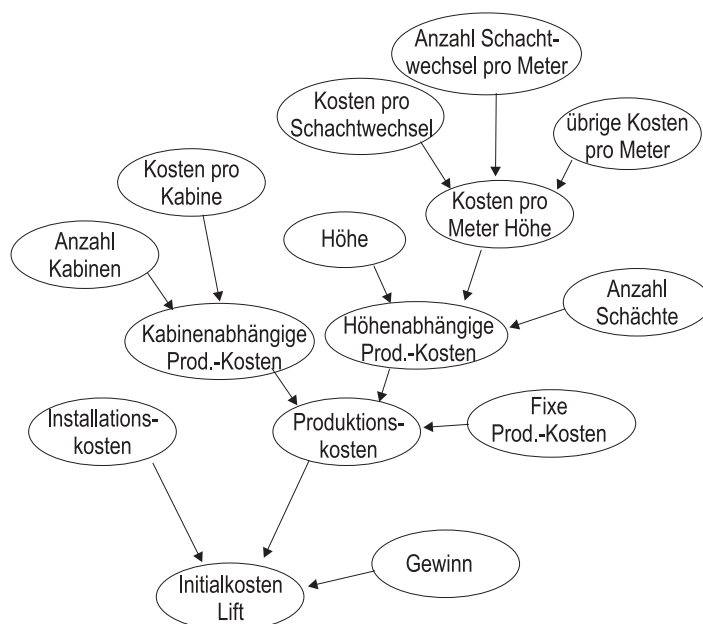 Anzahl Schacht-
wechsel pro Meter
Kosten pro
Schachtwechsel
übrige Kosten
pro Meter
Kosten pro
Kabine
Kosten pro
Meter Höhe
Anzahl
Kabinen
Höhe
Anzahl
Schächte
Kabinenabhängige
Prod.-Kosten
Höhenabhängige
Prod.-Kosten
Installations-
kosten
Produktions-
kosten
Fixe
Prod.-Kosten
Gewinn
Initialkosten
Lift